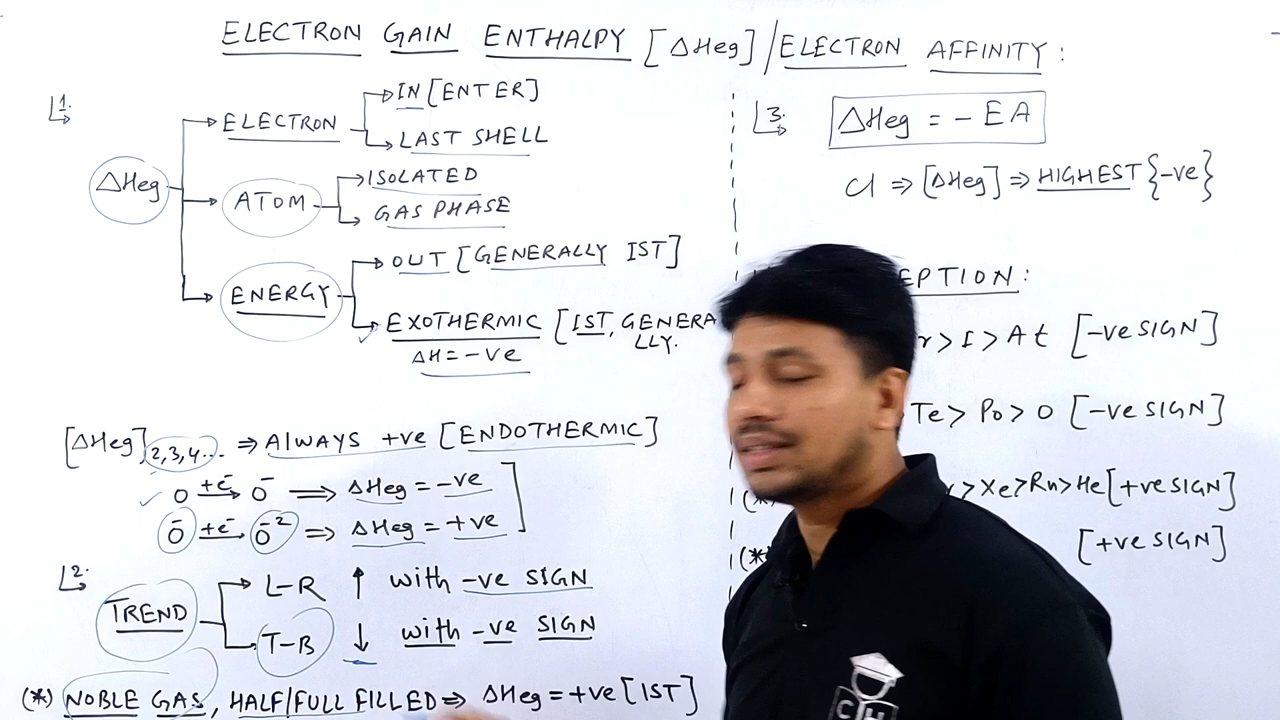 ELECTRON GAIN ENTHALPY [ΔHeg] / ELECTRON AFFINITY :
1.
ΔHeg
ELECTRON
IN [ENTER]
LAST SHELL
ATOM
ISOLATED
GAS PHASE
ENERGY
OUT [GENERALLY IST]
EXOTHERMIC [IST, GENERA
LLY.
ΔH = -ve
[ΔHeg]2,3,4... ⇒ ALWAYS +ve [ENDOTHERMIC]
O +e⁻→ O⁻ ⇒ ΔHeg = -ve
O⁻ +e⁻→ O⁻² ⇒ ΔHeg = +ve
2.
TREND
L-R ↑ with -ve SIGN
T-B ↓ with -ve SIGN
(*) NOBLE GAS, HALF/FULL FILLED ⇒ ΔHeg = +ve [IST]
3.
ΔHeg = - EA
Cl ⇒ [ΔHeg] ⇒ HIGHEST {-ve}
EPTION :
r > I > At [-ve SIGN]
Te > Po > O [-ve SIGN]
> Xe > Rn > He [+ve SIGN]
[+ve SIGN]
C H